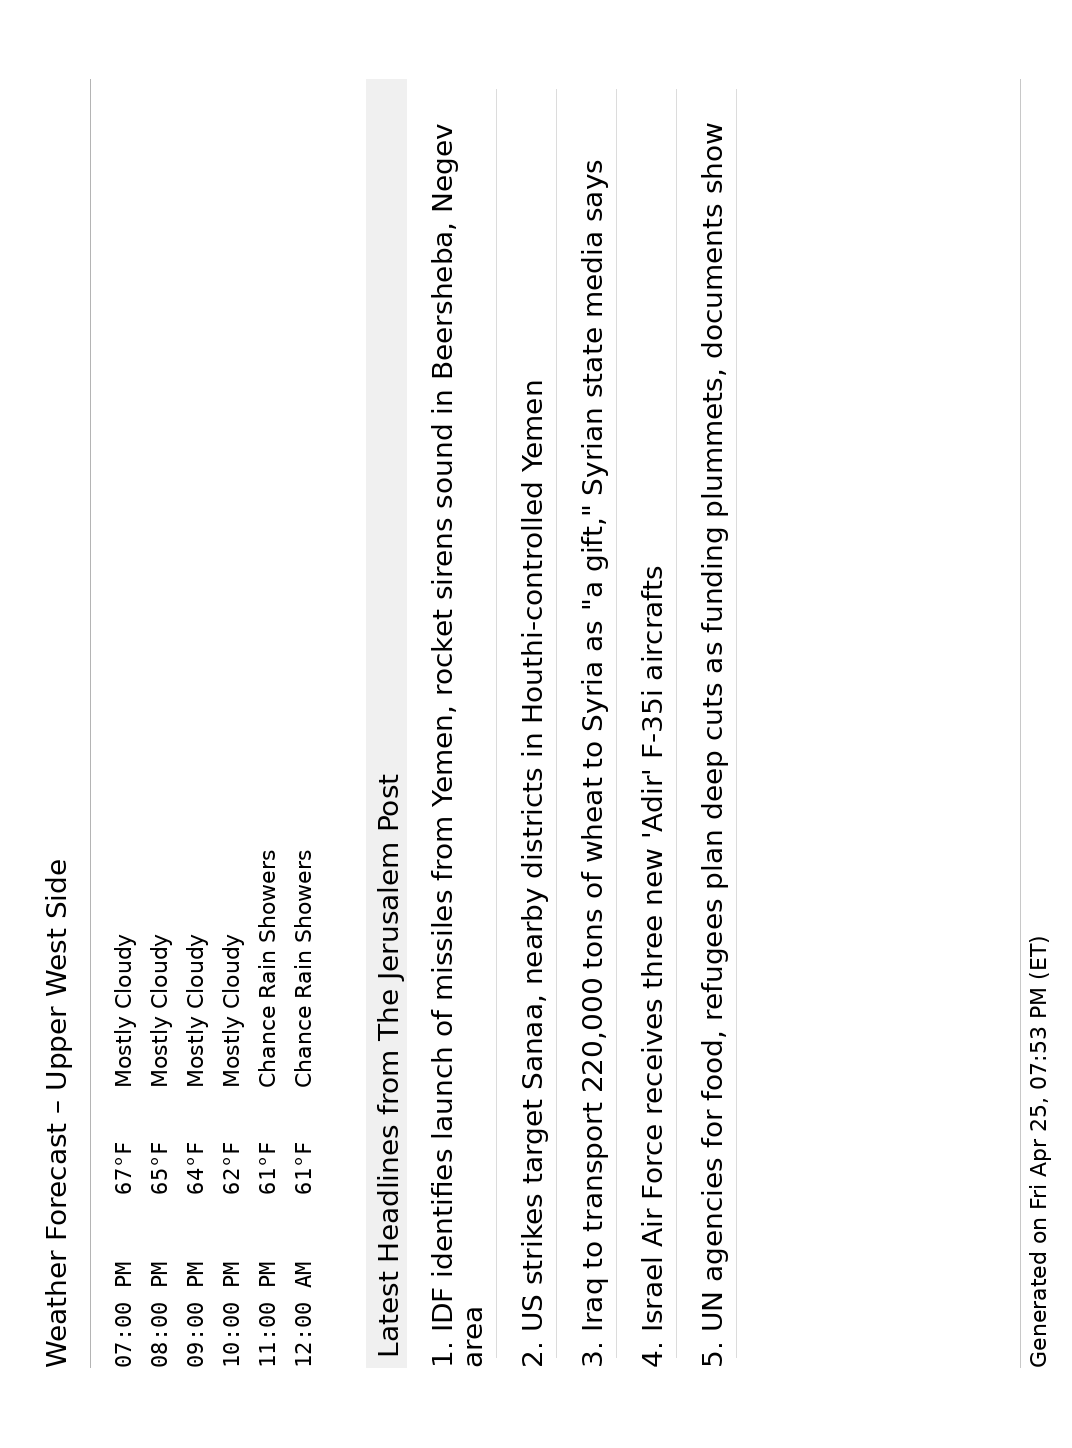 Weather Forecast – Upper West Side
07:00 PM 67°F Mostly Cloudy
08:00 PM 65°F Mostly Cloudy
09:00 PM 64°F Mostly Cloudy
10:00 PM 62°F Mostly Cloudy
11:00 PM 61°F Chance Rain Showers
12:00 AM 61°F Chance Rain Showers
Latest Headlines from The Jerusalem Post
1. IDF identifies launch of missiles from Yemen, rocket sirens sound in Beersheba, Negev
area
2. US strikes target Sanaa, nearby districts in Houthi-controlled Yemen
3. Iraq to transport 220,000 tons of wheat to Syria as "a gift," Syrian state media says
4. Israel Air Force receives three new 'Adir' F-35i aircrafts
5. UN agencies for food, refugees plan deep cuts as funding plummets, documents show
Generated on Fri Apr 25, 07:53 PM (ET)